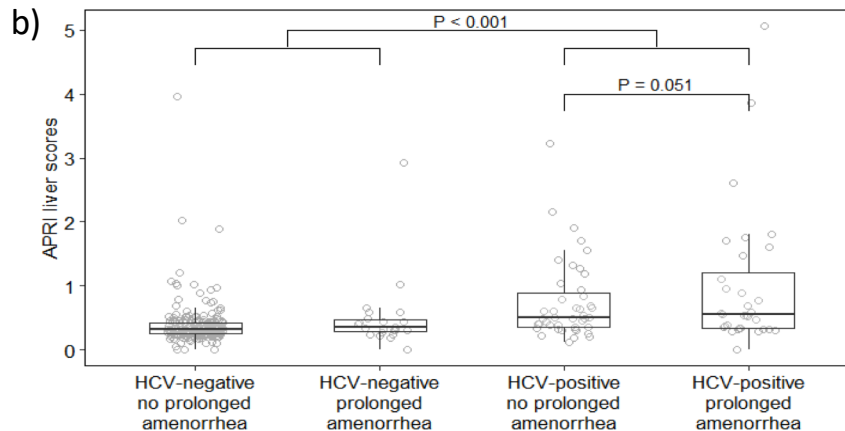 b)
P < 0.001
P = 0.051
APRI liver scores
5
4
3
2
1
0
HCV-negative
no prolonged
amenorrhea
HCV-negative
prolonged
amenorrhea
HCV-positive
no prolonged
amenorrhea
HCV-positive
prolonged
amenorrhea